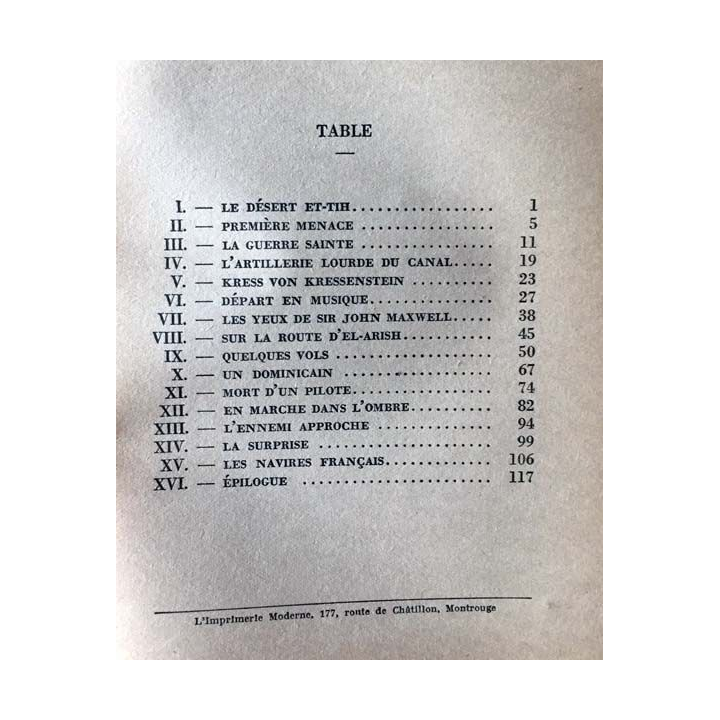 TABLE
I. — LE DÉSERT ET-TIH................. 1
II. — PREMIÈRE MENACE ................ 5
III. — LA GUERRE SAINTE ................ 11
IV. — L'ARTILLERIE LOURDE DU CANAL..... 19
V. — KRESS VON KRESSENSTEIN .......... 23
VI. — DÉPART EN MUSIQUE............... 27
VII. — LES YEUX DE SIR JOHN MAXWELL..... 38
VIII. — SUR LA ROUTE D'EL-ARISH........... 45
IX. — QUELQUES VOLS ................... 50
X. — UN DOMINICAIN ................... 67
XI. — MORT D'UN PILOTE................. 74
XII. — EN MARCHE DANS L'OMBRE.......... 82
XIII. — L'ENNEMI APPROCHE ............... 94
XIV. — LA SURPRISE ...................... 99
XV. — LES NAVIRES FRANÇAIS............. 106
XVI. — ÉPILOGUE ....................... 117
L'Imprimerie Moderne, 177, route de Châtillon, Montrouge